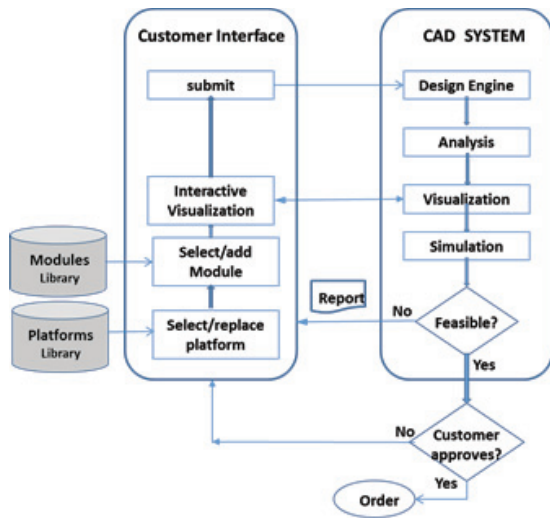 Customer Interface
CAD SYSTEM
submit
Design Engine
Analysis
Interactive
Visualization
Visualization
Modules
Library
Select/add
Module
Simulation
Report
Platforms
Library
Select/replace
platform
No
Feasible?
Yes
No
Customer
approves?
Yes
Order